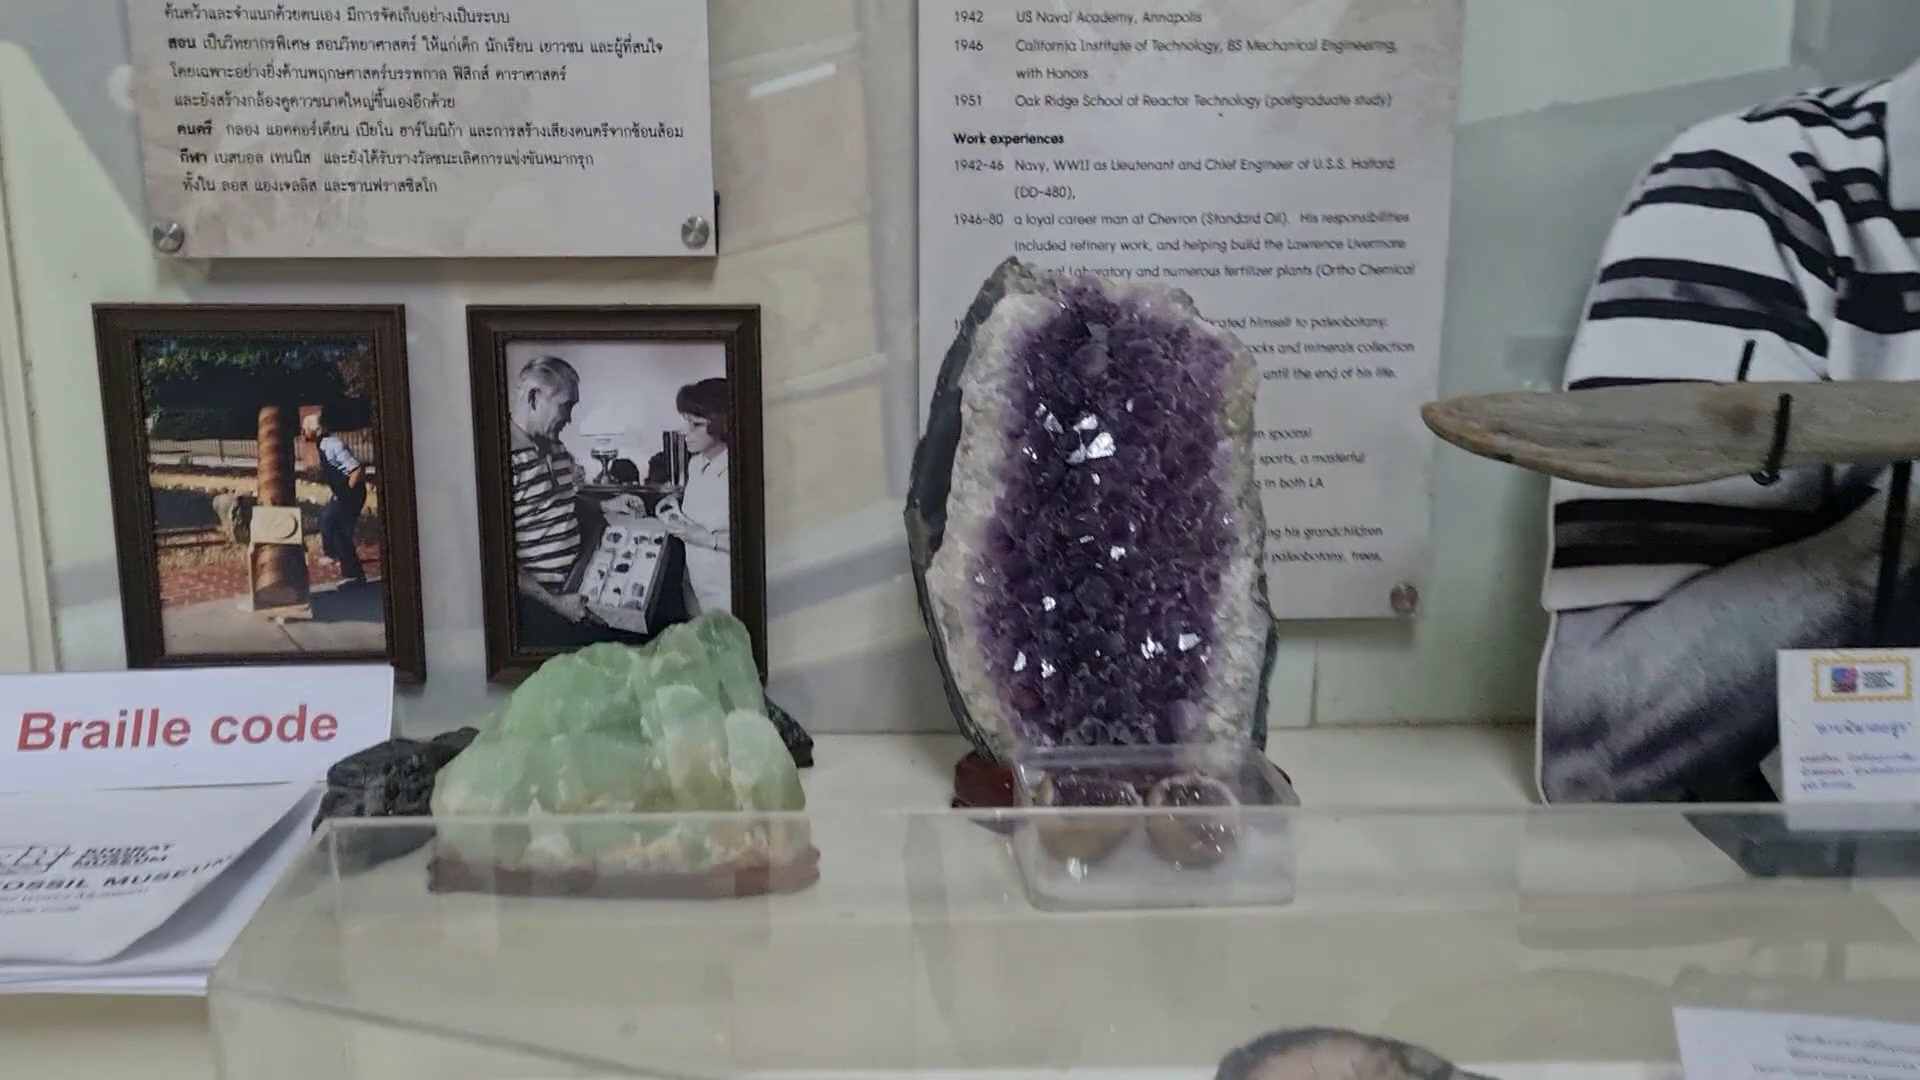 ค้นคว้าและจำแนกด้วยตนเอง มีการจัดเก็บอย่างเป็นระบบ
สอน เป็นวิทยากรพิเศษ สอนวิทยาศาสตร์ ให้แก่เด็ก นักเรียน เยาวชน และผู้ที่สนใจ
โดยเฉพาะอย่างยิ่งด้านพฤกษศาสตร์บรรพกาล ฟิสิกส์ ดาราศาสตร์
และยังสร้างกล้องดูดาวขนาดใหญ่ขึ้นเองอีกด้วย
ดนตรี กลอง แอคคอร์เดียน เปียโน ฮาร์โมนิก้า และการสร้างเสียงดนตรีจากช้อนส้อม
กีฬา เบสบอล เทนนิส และยังได้รับรางวัลชนะเลิศการแข่งขันหมากรุก
ทั้งใน ลอส แองเจลลิส และซานฟราสซิสโก
1942 US Naval Academy, Annapolis
1946 California Institute of Technology, BS Mechanical Engineering,
with Honors
1951 Oak Ridge School of Reactor Technology (postgraduate study)
Work experiences
1942-46 Navy, WWII as Lieutenant and Chief Engineer of U.S.S. Halford
(DD-480),
1946-80 a loyal career man at Chevron (Standard Oil). His responsibilities
included refinery work, and helping build the Lawrence Livermore
Laboratory and numerous fertilizer plants (Ortho Chemical
himself to paleobotany:
rocks and minerals collection
until the end of his life.
spoons!
sports, a masterful
in both LA
his grandchildren
paleobotany, trees,
Braille code
MUSEUM
FOSSIL MUSEUM